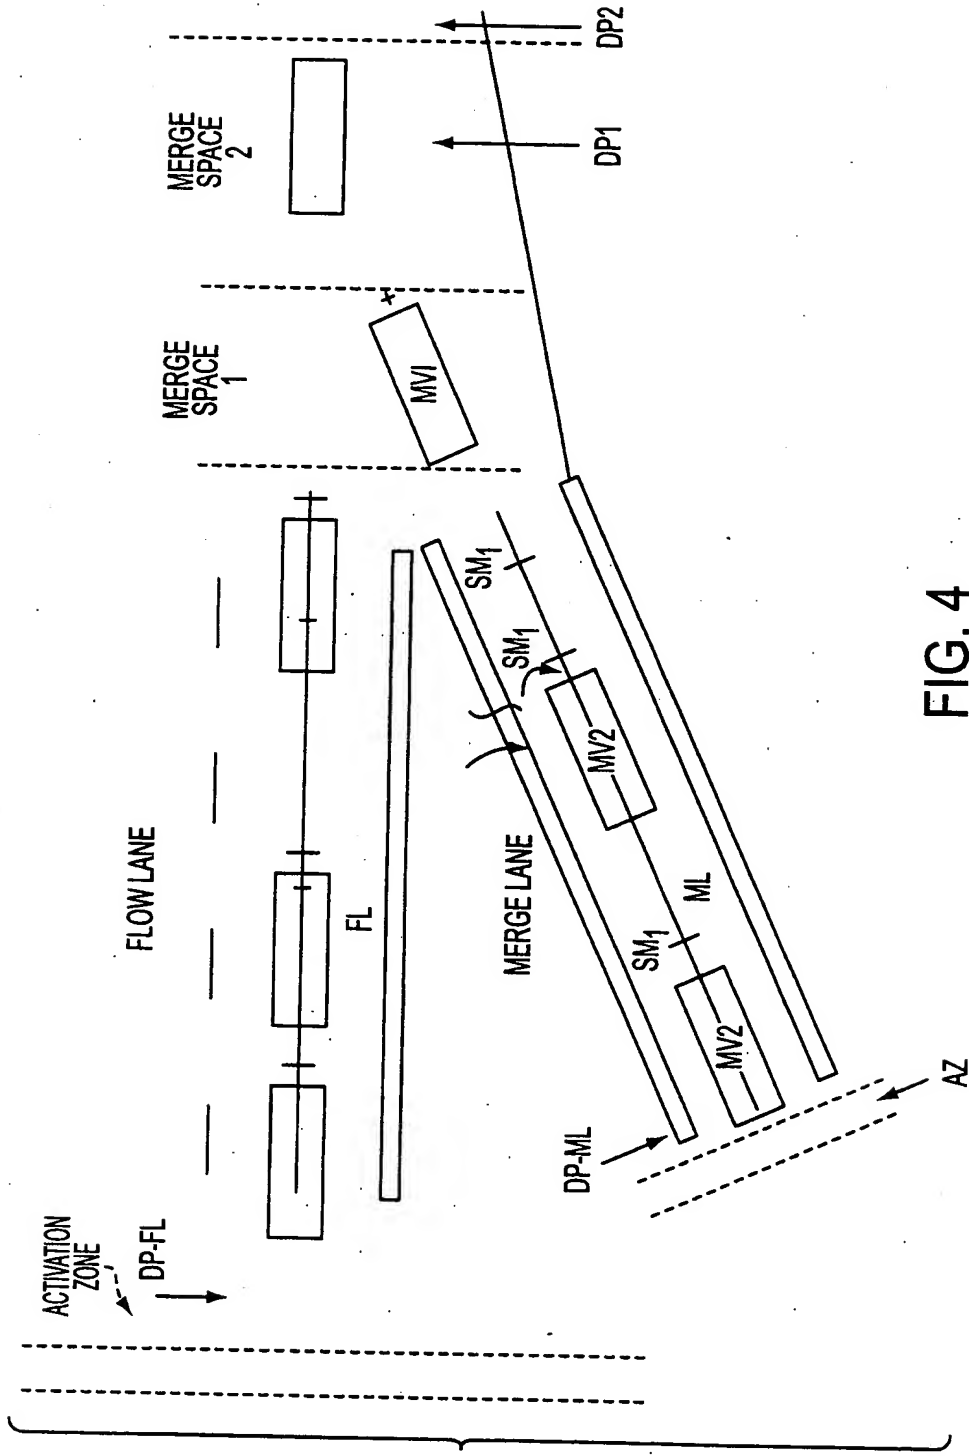 MERGE
SPACE
2
MERGE
SPACE
1
DP2
DP1
MVI
FLOW LANE
FL
SM1
SM1
MV2
MERGE LANE
ML
SM1
MV2
DP-ML
AZ
ACTIVATION
ZONE
DP-FL
FIG. 4